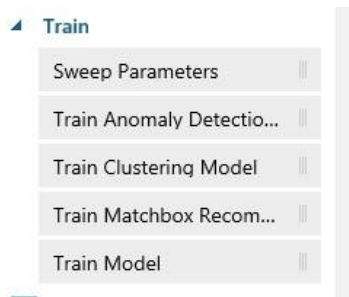 Train
Sweep Parameters
Train Anomaly Detectio...
Train Clustering Model
Train Matchbox Recom...
Train Model